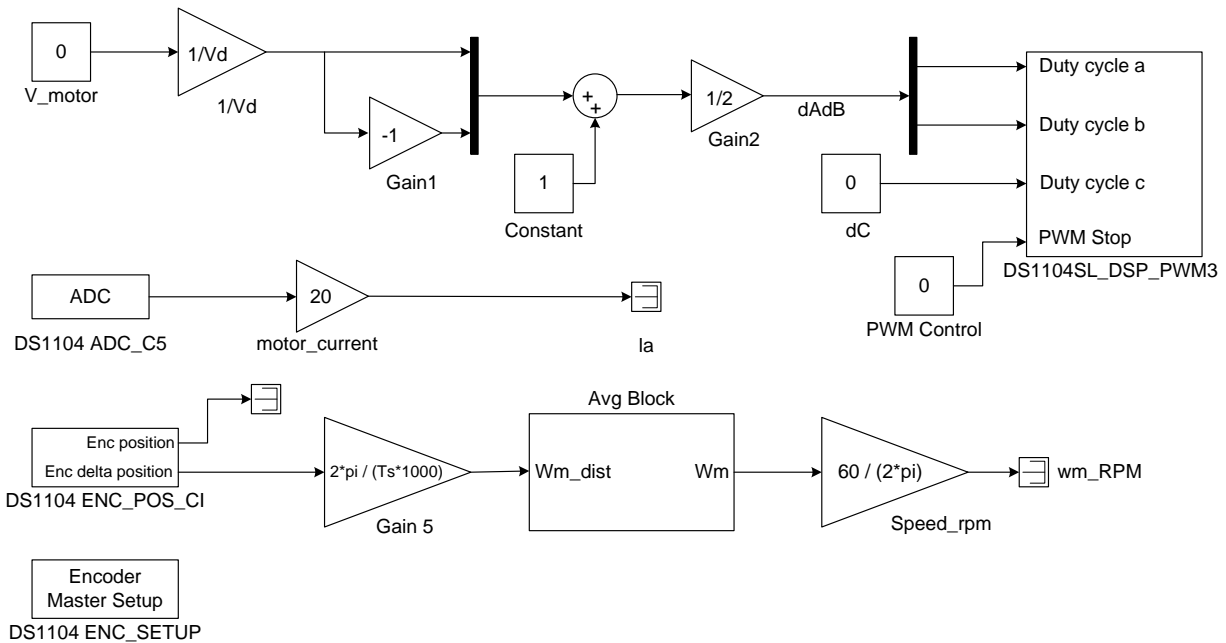 0
V_motor
1/Vd
1/Vd
-1
Gain1
+
+
1
Constant
1/2
Gain2
dAdB
0
dC
Duty cycle a
Duty cycle b
Duty cycle c
PWM Stop
DS1104SL_DSP_PWM3
0
PWM Control
ADC
DS1104 ADC_C5
20
motor_current
Ia
Enc position
Enc delta position
DS1104 ENC_POS_CI
2*pi / (Ts*1000)
Gain 5
Avg Block
Wm_dist
Wm
60 / (2*pi)
Speed_rpm
wm_RPM
Encoder
Master Setup
DS1104 ENC_SETUP